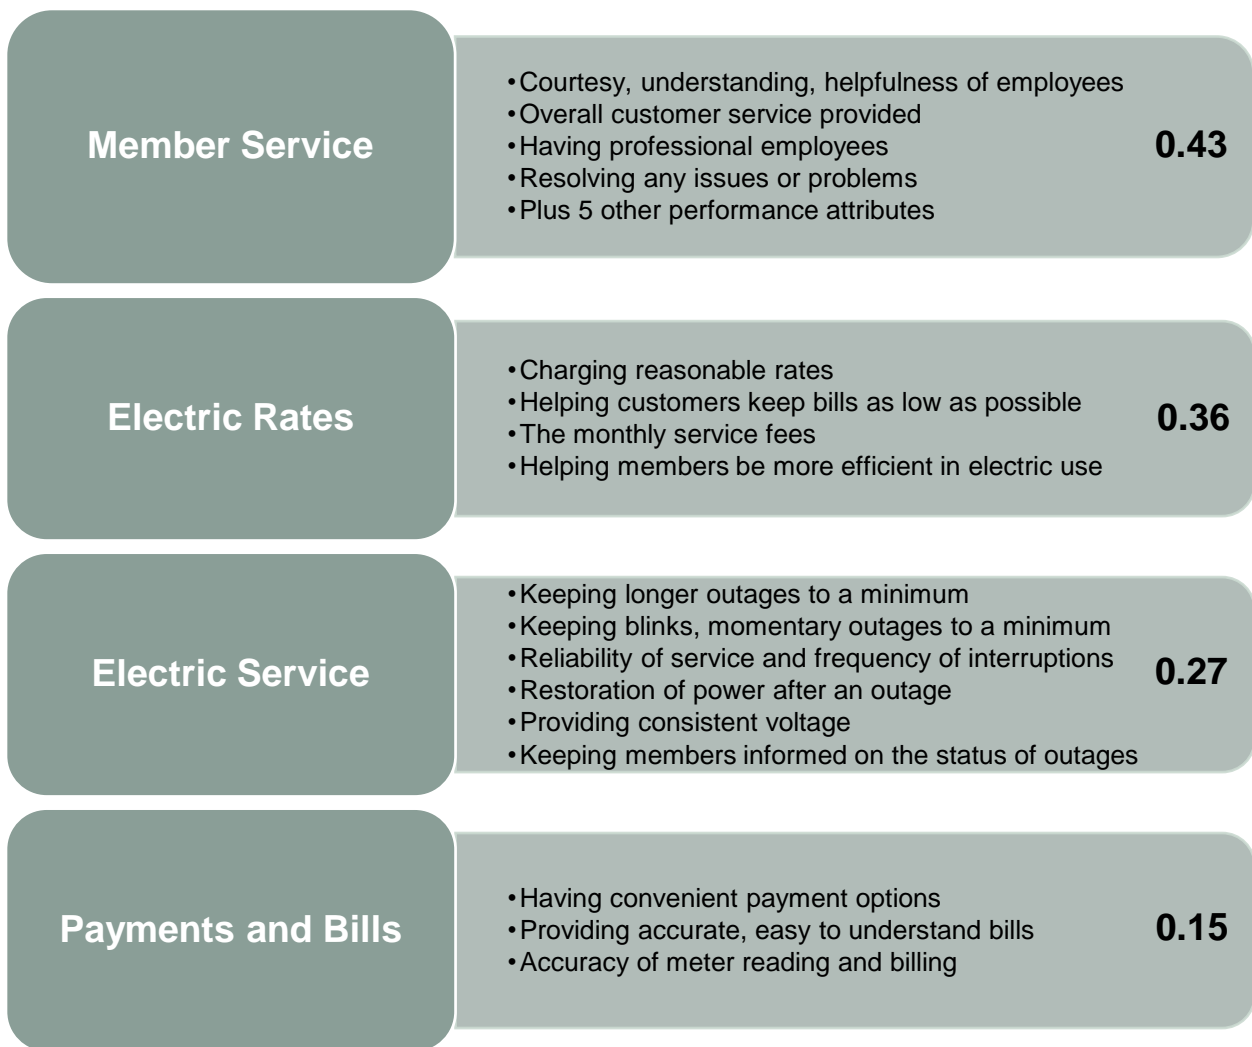 Member Service
•Courtesy, understanding, helpfulness of employees
•Overall customer service provided
•Having professional employees
•Resolving any issues or problems
•Plus 5 other performance attributes
0.43
Electric Rates
•Charging reasonable rates
•Helping customers keep bills as low as possible
•The monthly service fees
•Helping members be more efficient in electric use
0.36
Electric Service
•Keeping longer outages to a minimum
•Keeping blinks, momentary outages to a minimum
•Reliability of service and frequency of interruptions
•Restoration of power after an outage
•Providing consistent voltage
•Keeping members informed on the status of outages
0.27
Payments and Bills
•Having convenient payment options
•Providing accurate, easy to understand bills
•Accuracy of meter reading and billing
0.15